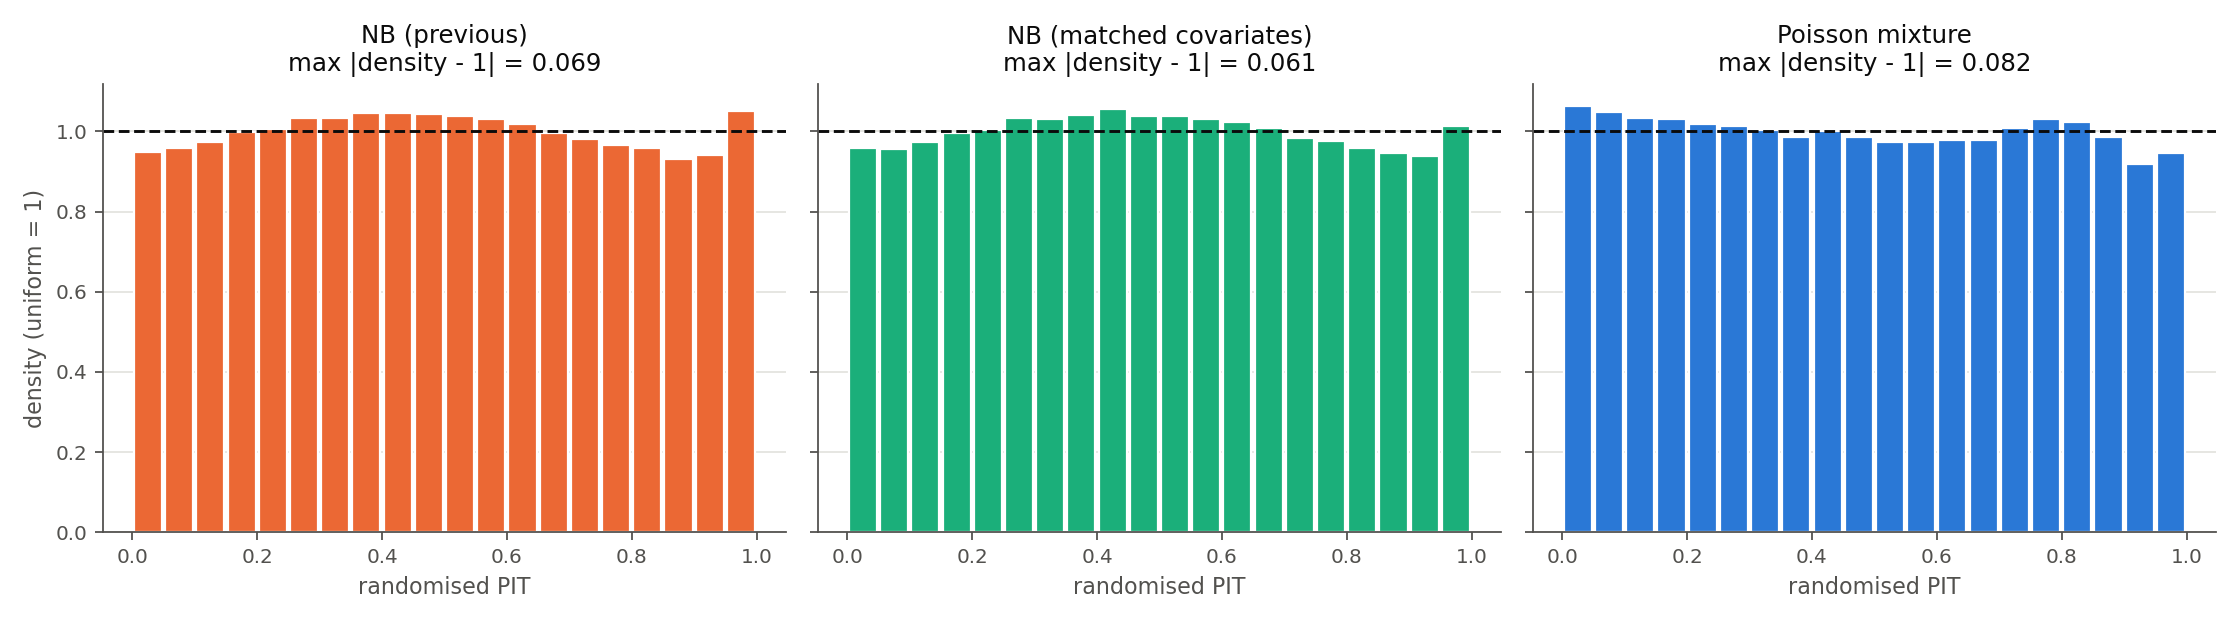 NB (previous)
max |density - 1| = 0.069
NB (matched covariates)
max |density - 1| = 0.061
Poisson mixture
max |density - 1| = 0.082
density (uniform = 1)
1.0
0.8
0.6
0.4
0.2
0.0
0.0 0.2 0.4 0.6 0.8 1.0
randomised PIT
0.0 0.2 0.4 0.6 0.8 1.0
randomised PIT
0.0 0.2 0.4 0.6 0.8 1.0
randomised PIT